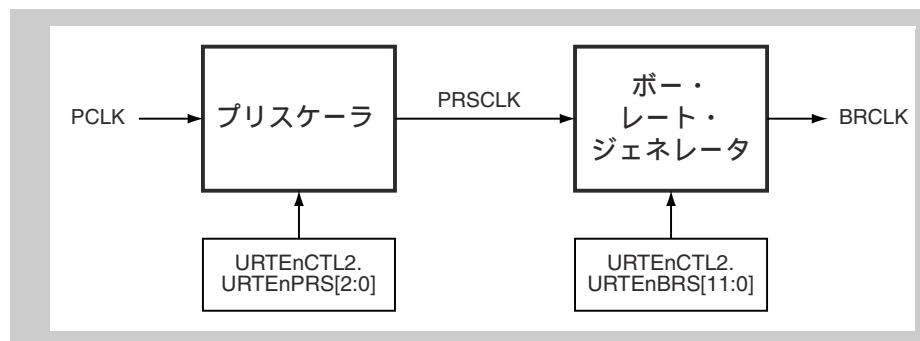 PCLK
プリスケーラ
PRSCLK
ボー・
レート・
ジェネレータ
BRCLK
URTEnCTL2.
URTEnPRS[2:0]
URTEnCTL2.
URTEnBRS[11:0]